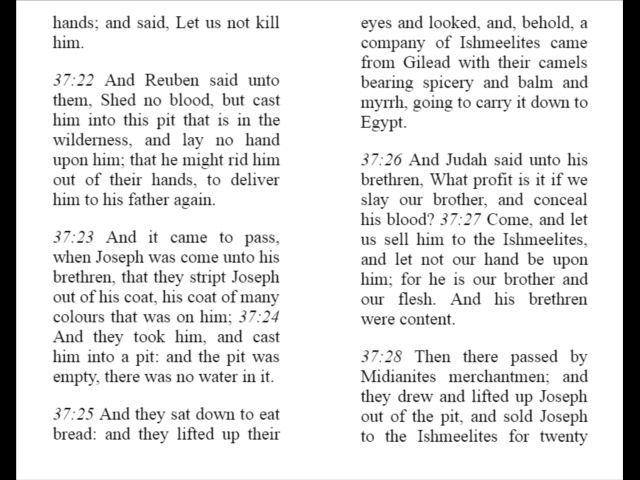 hands; and said, Let us not kill
him.
37:22 And Reuben said unto
them, Shed no blood, but cast
him into this pit that is in the
wilderness, and lay no hand
upon him; that he might rid him
out of their hands, to deliver
him to his father again.
37:23 And it came to pass,
when Joseph was come unto his
brethren, that they stript Joseph
out of his coat, his coat of many
colours that was on him; 37:24
And they took him, and cast
him into a pit: and the pit was
empty, there was no water in it.
37:25 And they sat down to eat
bread: and they lifted up their
eyes and looked, and, behold, a
company of Ishmeelites came
from Gilead with their camels
bearing spicery and balm and
myrrh, going to carry it down to
Egypt.
37:26 And Judah said unto his
brethren, What profit is it if we
slay our brother, and conceal
his blood? 37:27 Come, and let
us sell him to the Ishmeelites,
and let not our hand be upon
him; for he is our brother and
our flesh. And his brethren
were content.
37:28 Then there passed by
Midianites merchantmen; and
they drew and lifted up Joseph
out of the pit, and sold Joseph
to the Ishmeelites for twenty